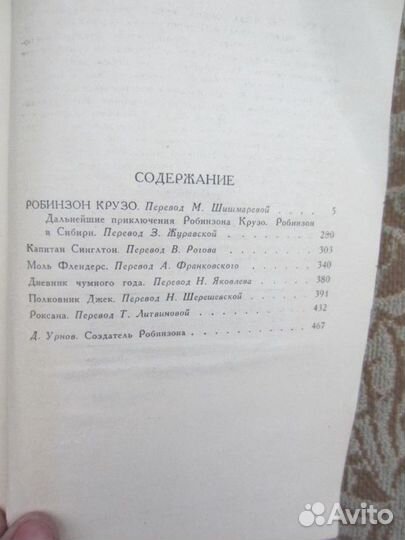 СОДЕРЖАНИЕ
РОБИНЗОН КРУЗО. Перевод М. Шишмаревой . . . . 5
Дальнейшие приключения Робинзона Крузо. Робинзон
в Сибири. Перевод З. Журавской . . . . . . . . 280
Капитан Синглтон. Перевод В. Рогова . . . . . . . 303
Моль Флендерс. Перевод А. Франковского . . . . . . 340
Дневник чумного года. Перевод Н. Яковлева . . . . . 380
Полковник Джек. Перевод Н. Шерешевской . . . . . 391
Роксана. Перевод Т. Литвиновой . . . . . . . . 432
Д. Урнов. Создатель Робинзона . . . . . . . . 467
Avito